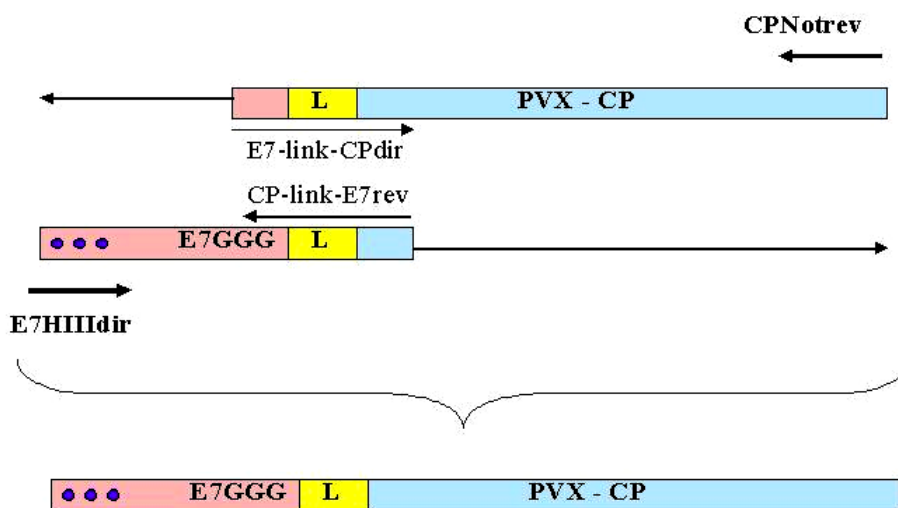 CPNotrev
L PVX - CP
E7-link-CPdir
CP-link-E7rev
E7GGG L
E7HIIIdir
E7GGG L PVX - CP